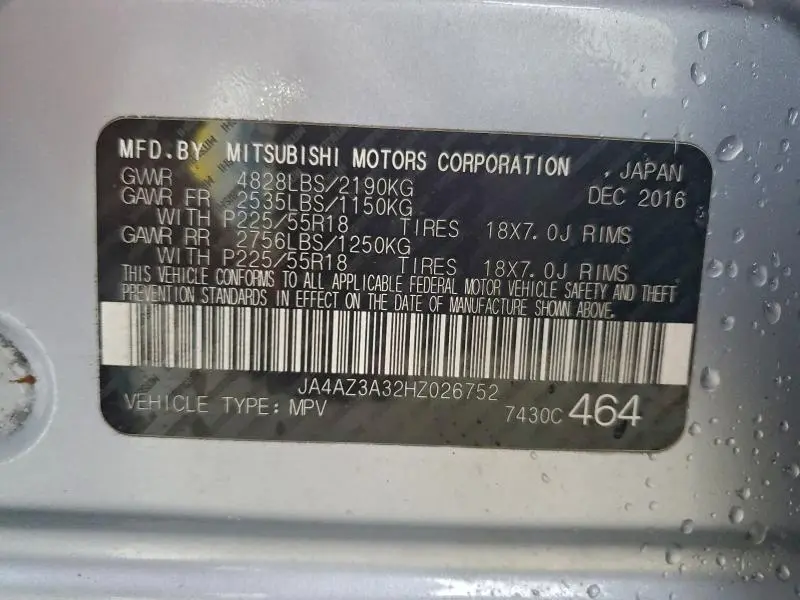 MFD.BY MITSUBISHI MOTORS CORPORATION , JAPAN
GVWR 4828LBS/2190KG DEC 2016
GAWR FR 2535LBS/1150KG
WITH P225/55R18 TIRES 18X7.0J RIMS
GAWR RR 2756LBS/1250KG
WITH P225/55R18 TIRES 18X7.0J RIMS
THIS VEHICLE CONFORMS TO ALL APPLICABLE FEDERAL MOTOR VEHICLE SAFETY AND THEFT
PREVENTION STANDARDS IN EFFECT ON THE DATE OF MANUFACTURE SHOWN ABOVE.
JA4AZ3A32HZ026752
VEHICLE TYPE: MPV 7430C 464